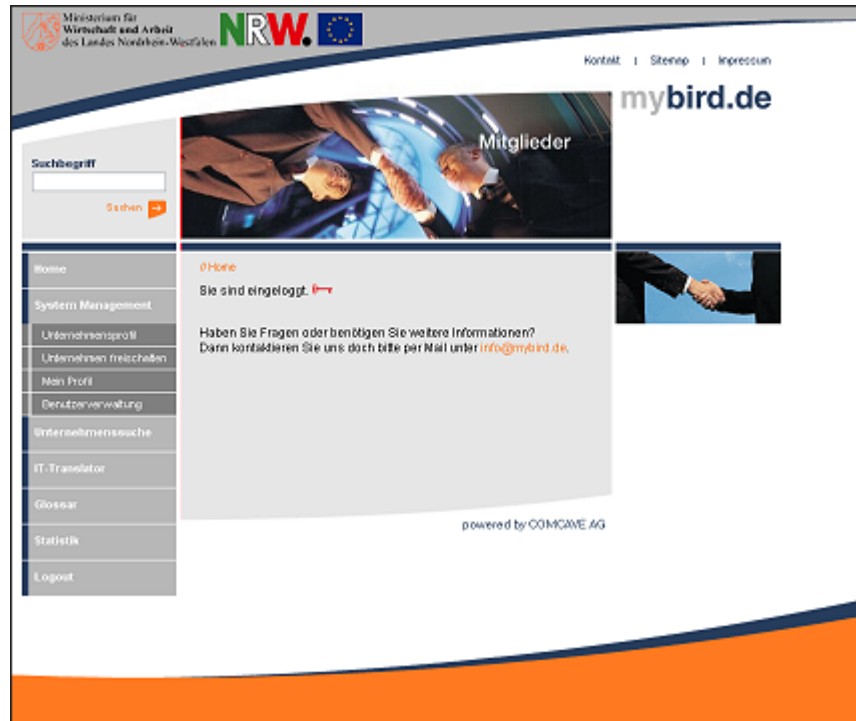 Ministerium für
Wirtschaft und Arbeit
des Landes Nordrhein-Westfalen
NRW.
Kontakt | Sitemap | Impressum
mybird.de
Mitglieder
Suchbegriff
Suchen
Home
System Management
Unternehmensprofil
Unternehmen freischalten
Mein Profil
Benutzerverwaltung
Unternehmenssuche
IT-Translator
Glossar
Statistik
Logout
// Home
Sie sind eingeloggt.
Haben Sie Fragen oder benötigen Sie weitere Informationen?
Dann kontaktieren Sie uns doch bitte per Mail unter info@mybird.de.
powered by COMCAVE AG